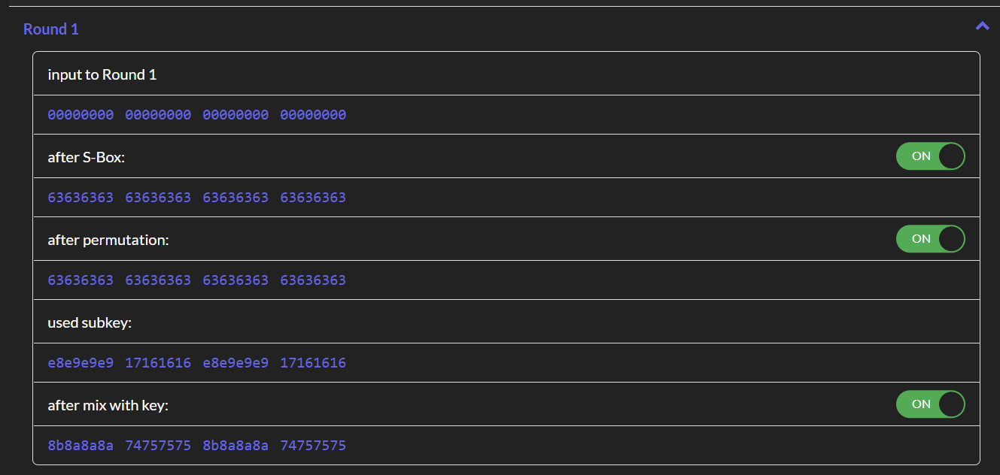 Round 1
input to Round 1
00000000 00000000 00000000 00000000
after S-Box:
ON
63636363 63636363 63636363 63636363
after permutation:
ON
63636363 63636363 63636363 63636363
used subkey:
e8e9e9e9 17161616 e8e9e9e9 17161616
after mix with key:
ON
8b8a8a8a 74757575 8b8a8a8a 74757575